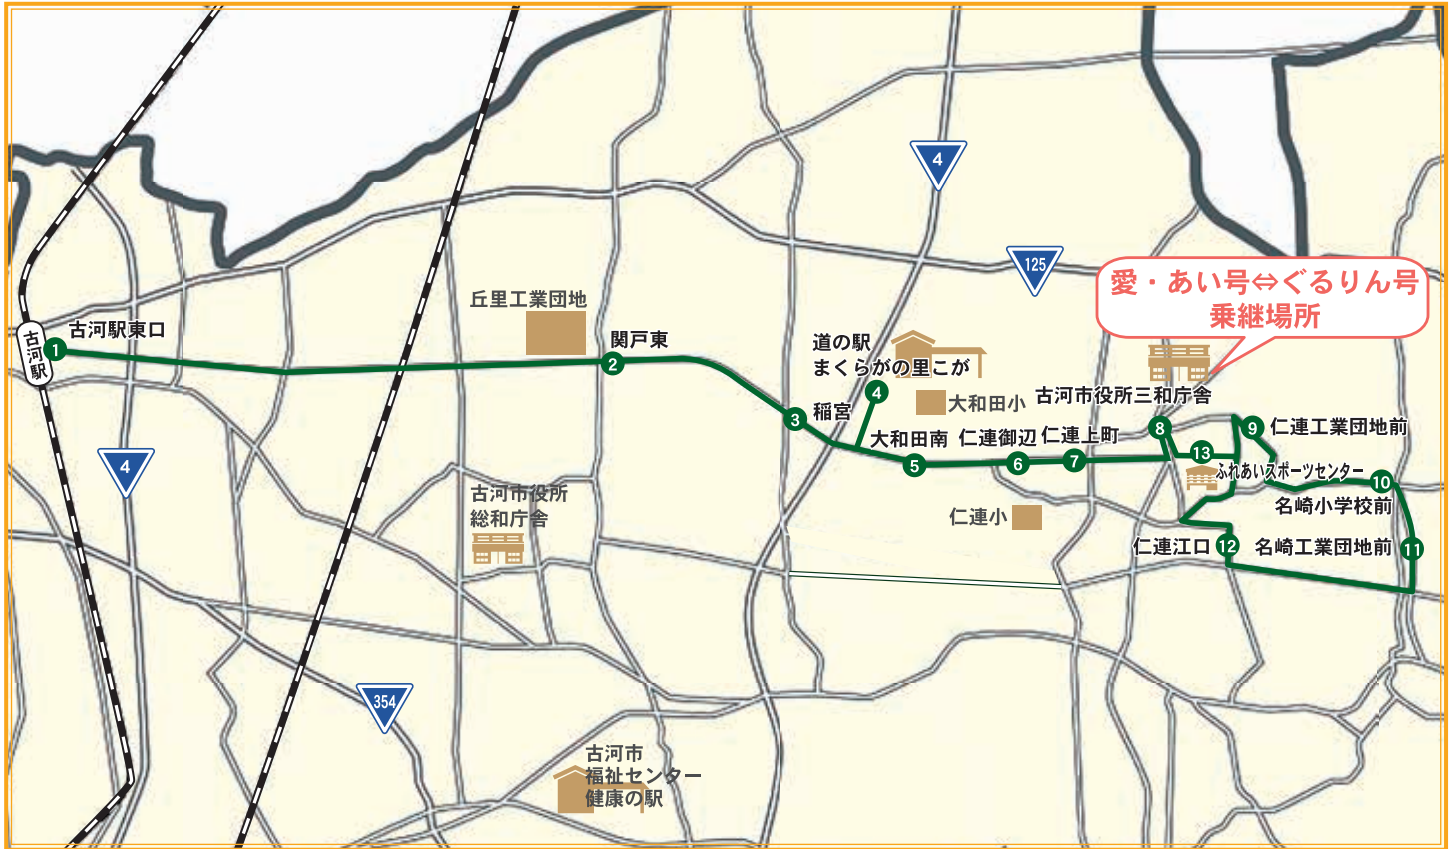 4
125
愛・あい号⇔ぐるりん号
乗継場所
丘里工業団地
古河駅東口
古河駅
1
関戸東
2
道の駅
まくらがの里こが
4
大和田小
古河市役所三和庁舎
稲宮
3
8
9
仁連工業団地前
大和田南
仁連御辺
仁連上町
5
6
7
13
ふれあいスポーツセンター
10
4
古河市役所
総和庁舎
仁連小
名崎小学校前
仁連江口
12
名崎工業団地前
11
354
古河市
福祉センター
健康の駅